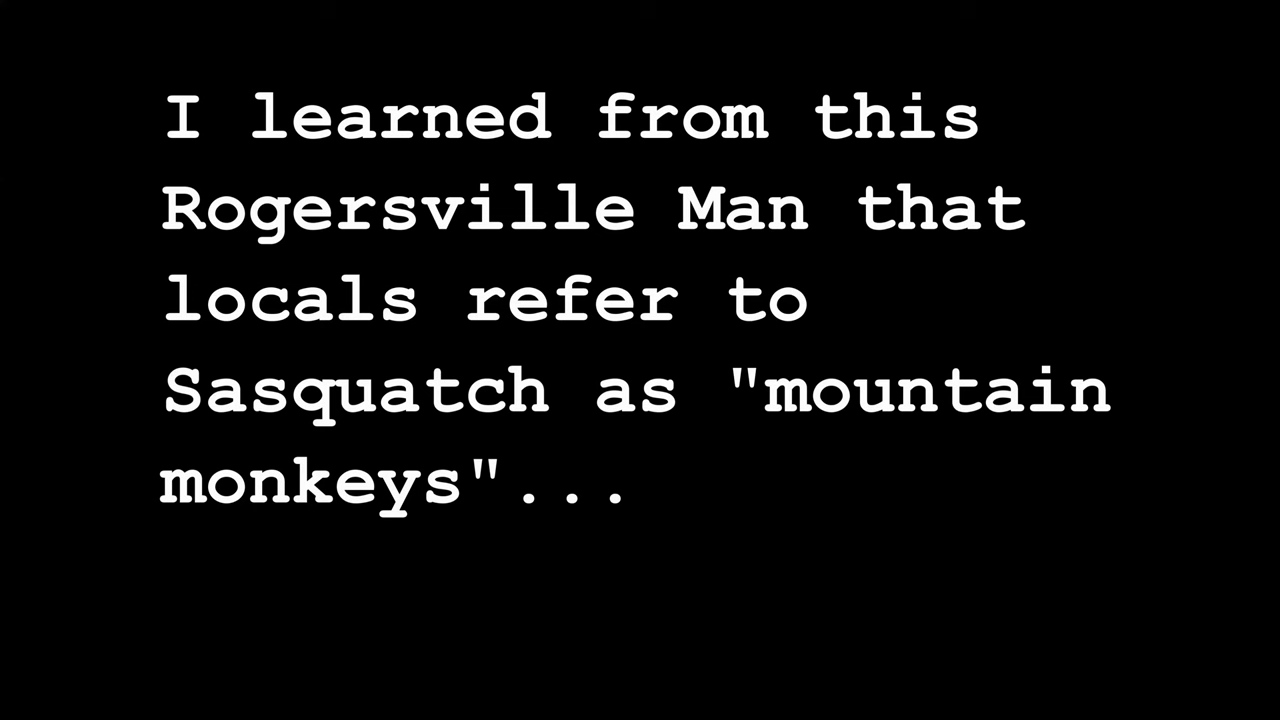 I learned from this
Rogersville Man that
locals refer to
Sasquatch as "mountain
monkeys"...